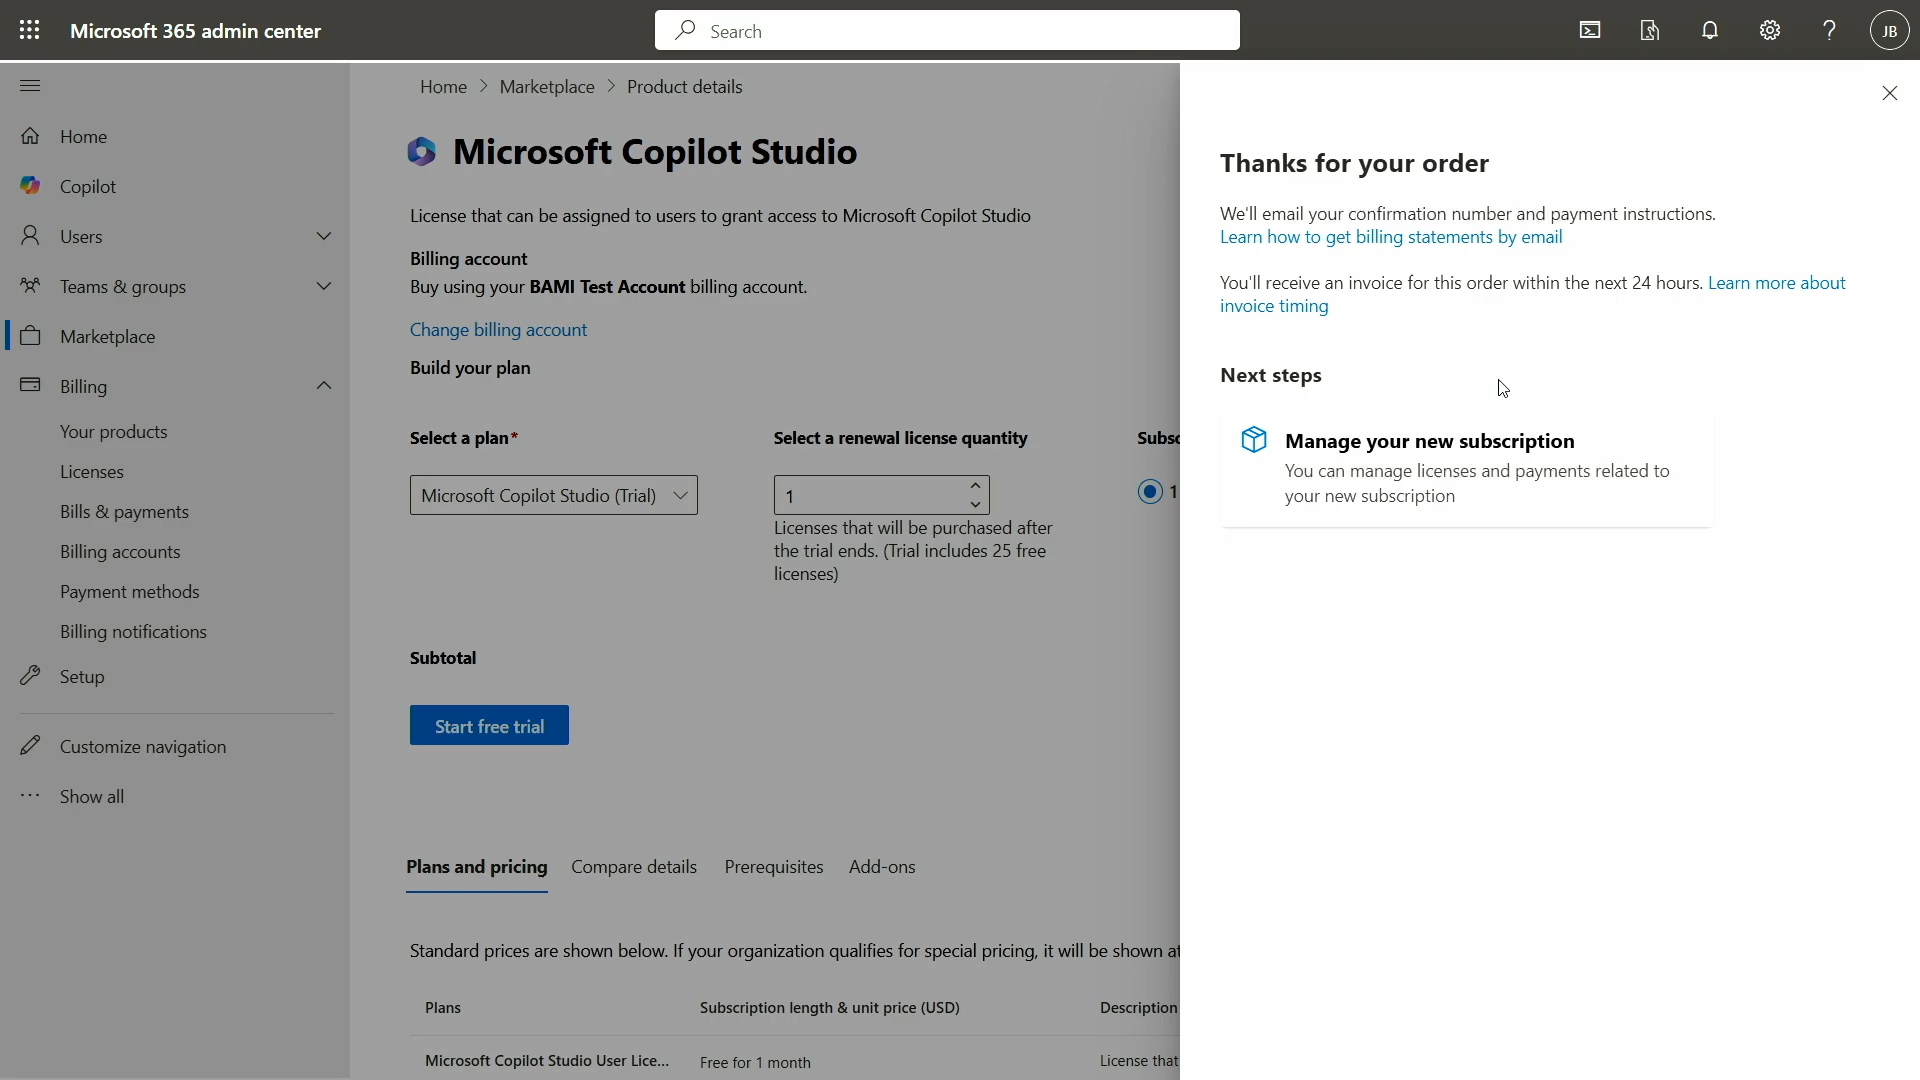 Microsoft 365 admin center
Search
JB
Home
Copilot
Users
Teams & groups
Marketplace
Billing
Your products
Licenses
Bills & payments
Billing accounts
Payment methods
Billing notifications
Setup
Customize navigation
Show all
Home > Marketplace > Product details
Microsoft Copilot Studio
License that can be assigned to users to grant access to Microsoft Copilot Studio
Billing account
Buy using your BAMI Test Account billing account.
Change billing account
Build your plan
Select a plan*
Microsoft Copilot Studio (Trial)
Select a renewal license quantity
1
Licenses that will be purchased after
the trial ends. (Trial includes 25 free
licenses)
Subsc
1
Subtotal
Start free trial
Plans and pricing Compare details Prerequisites Add-ons
Standard prices are shown below. If your organization qualifies for special pricing, it will be shown at
Plans Subscription length & unit price (USD) Description
Microsoft Copilot Studio User Lice... Free for 1 month License that
Thanks for your order
We'll email your confirmation number and payment instructions.
Learn how to get billing statements by email
You'll receive an invoice for this order within the next 24 hours. Learn more about
invoice timing
Next steps
Manage your new subscription
You can manage licenses and payments related to
your new subscription